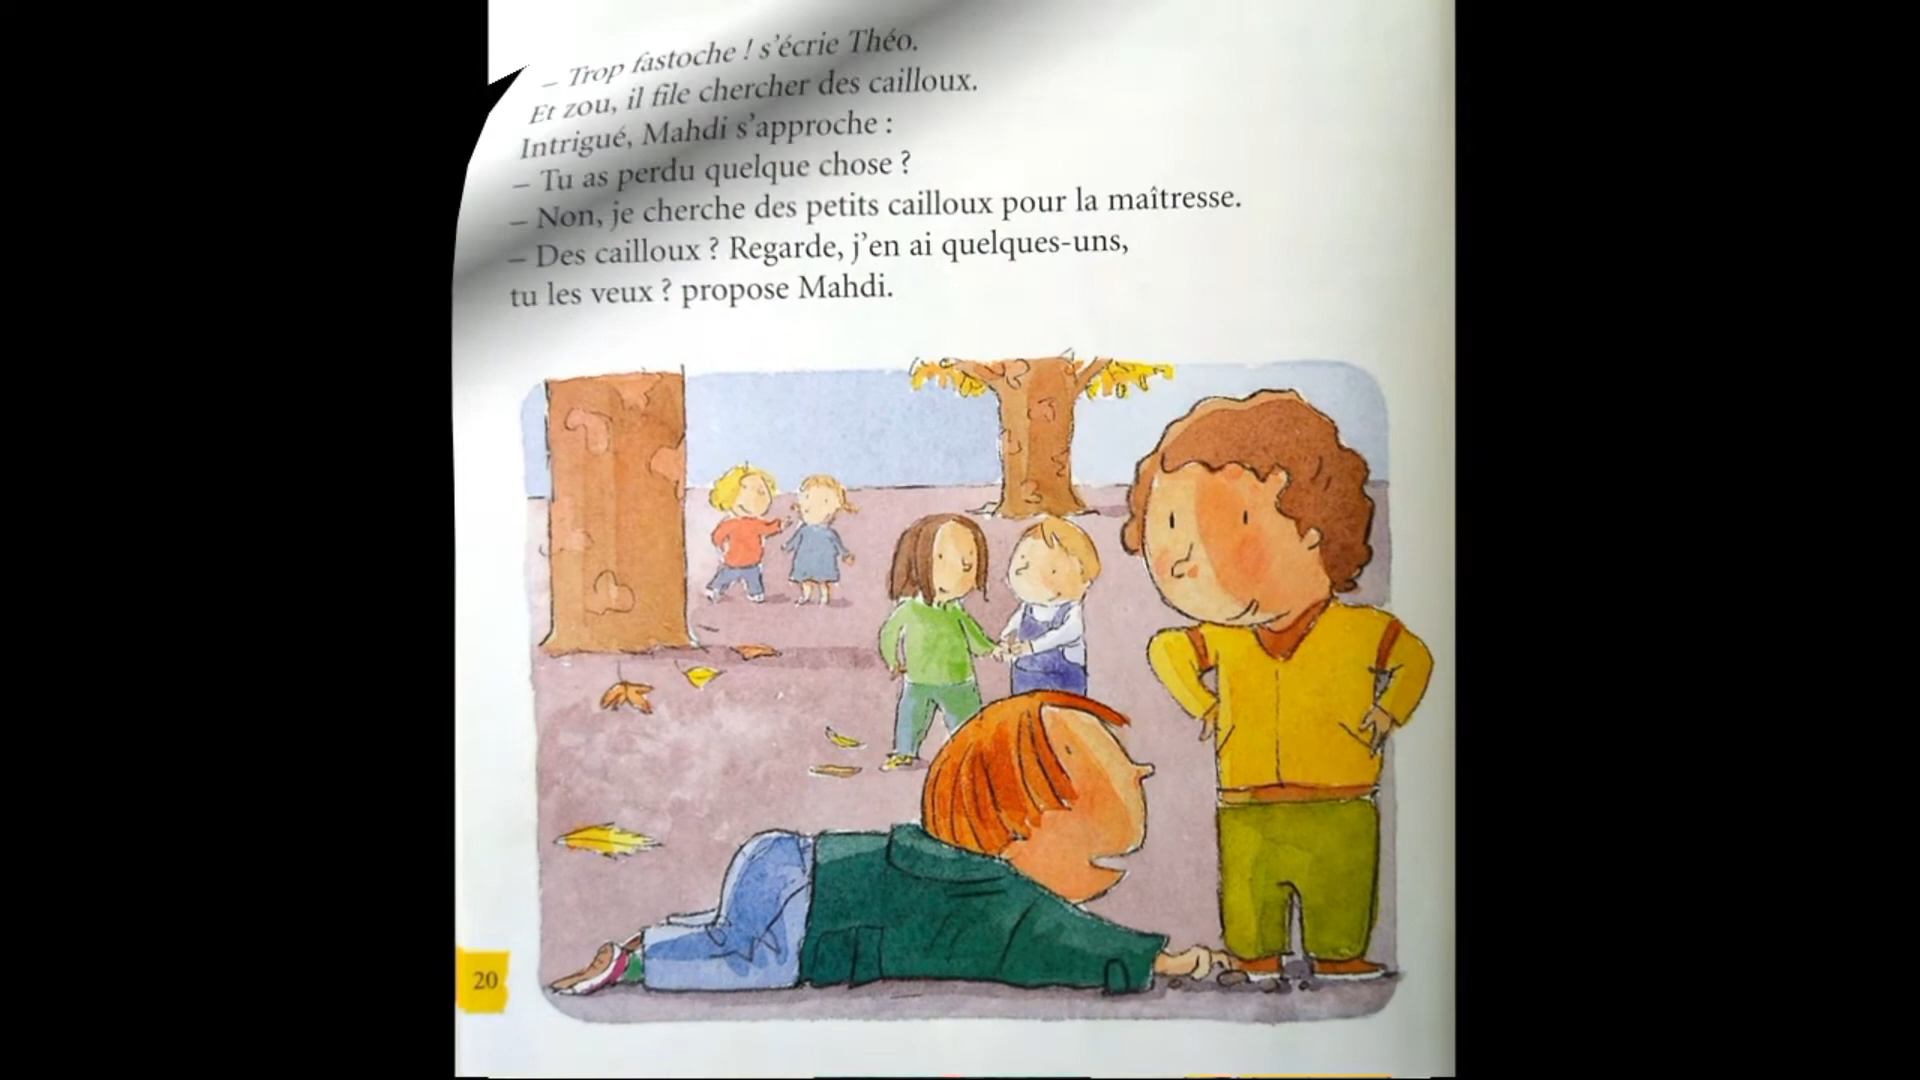 – Trop fastoche ! s'écrie Théo.
Et zou, il file chercher des cailloux.
Intrigué, Mahdi s'approche :
– Tu as perdu quelque chose ?
– Non, je cherche des petits cailloux pour la maîtresse.
– Des cailloux ? Regarde, j'en ai quelques-uns,
tu les veux ? propose Mahdi.
20